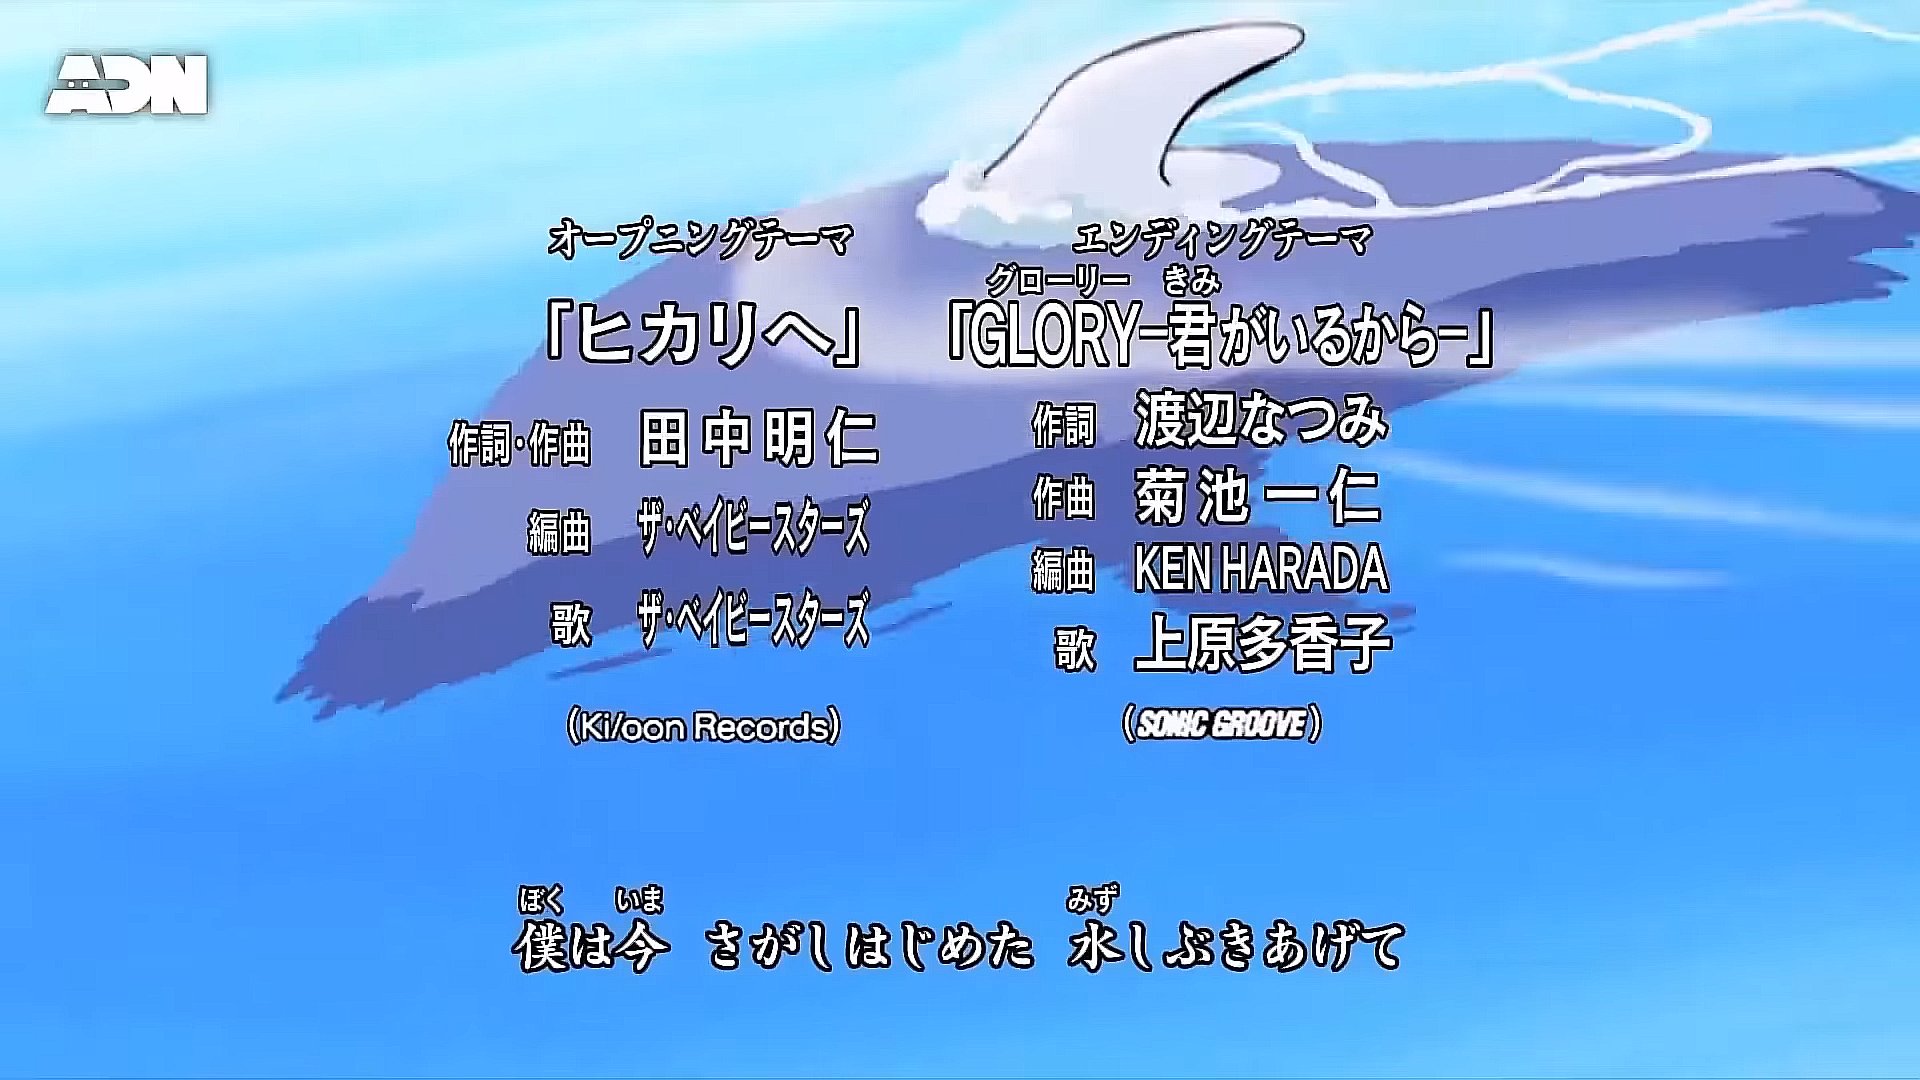 ADN
オープニングテーマ
「ヒカリへ」
作詞・作曲 田中明仁
編曲 ザ・ベイビースターズ
歌 ザ・ベイビースターズ
(Ki/oon Records)
エンディングテーマ
グローリー きみ
「GLORY−君がいるから−」
作詞 渡辺なつみ
作曲 菊池一仁
編曲 KEN HARADA
歌 上原多香子
(SONIC GROOVE)
ぼく いま みず
僕は今 さがしはじめた 水しぶきあげて